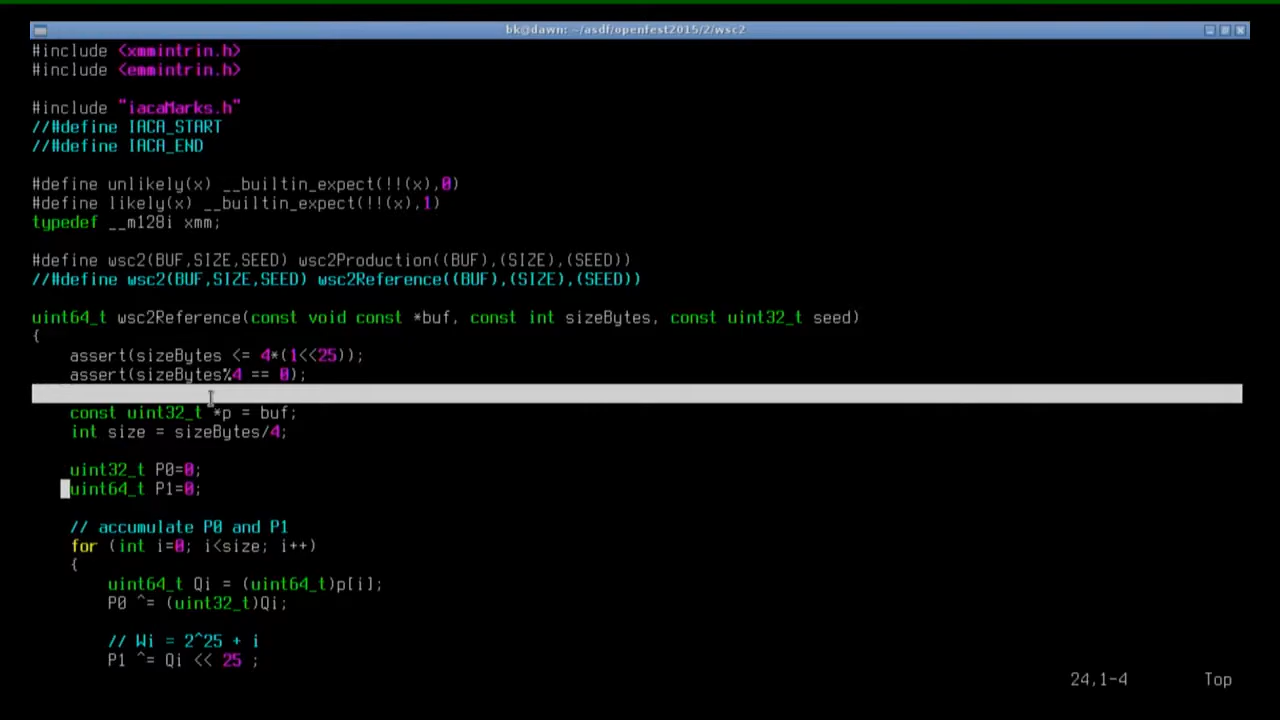 bk@dawn: ~/asdf/openfest2015/2/wsc2
#include <xmmintrin.h>
#include <emmintrin.h>
#include "iacaMarks.h"
//#define IACA_START
//#define IACA_END
#define unlikely(x) __builtin_expect(!!(x),0)
#define likely(x) __builtin_expect(!!(x),1)
typedef __m128i xmm;
#define wsc2(BUF,SIZE,SEED) wsc2Production((BUF),(SIZE),(SEED))
//#define wsc2(BUF,SIZE,SEED) wsc2Reference((BUF),(SIZE),(SEED))
uint64_t wsc2Reference(const void const *buf, const int sizeBytes, const uint32_t seed)
{
assert(sizeBytes <= 4*(1<<25));
assert(sizeBytes%4 == 0);
const uint32_t *p = buf;
int size = sizeBytes/4;
uint32_t P0=0;
uint64_t P1=0;
// accumulate P0 and P1
for (int i=0; i<size; i++)
{
uint64_t Qi = (uint64_t)p[i];
P0 ^= (uint32_t)Qi;
// Wi = 2^25 + i
P1 ^= Qi << 25 ;
24,1-4 Top